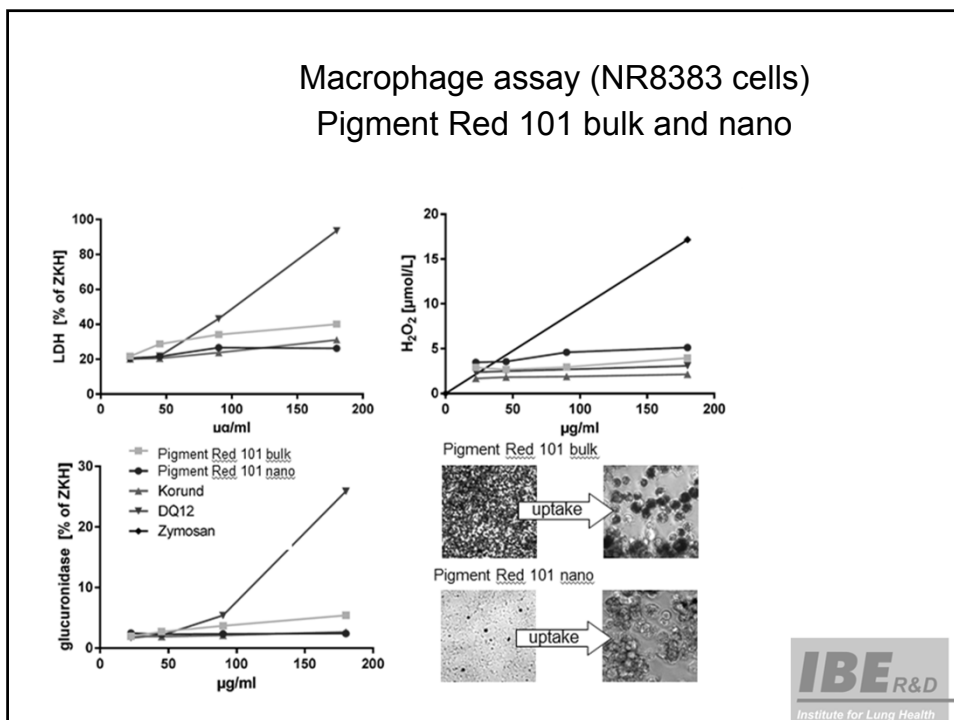 Macrophage assay (NR8383 cells)
Pigment Red 101 bulk and nano
LDH [% of ZKH]
100
80
60
40
20
0
0 50 100 150 200
µg/ml
H₂O₂ [µmol/L]
20
15
10
5
0
0 50 100 150 200
µg/ml
glucuronidase [% of ZKH]
30
20
10
0
0 50 100 150 200
µg/ml
Pigment Red 101 bulk
Pigment Red 101 nano
Korund
DQ12
Zymosan
Pigment Red 101 bulk
uptake
Pigment Red 101 nano
uptake
IBE R&D
Institute for Lung Health